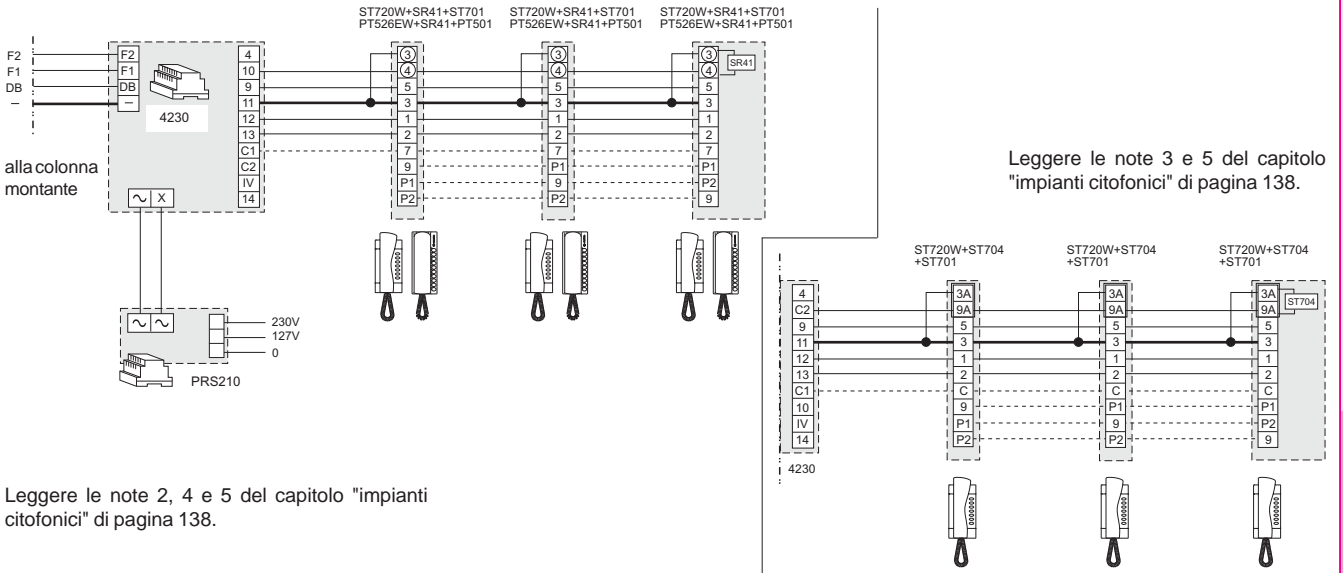 ST720W+SR41+ST701
PT526EW+SR41+PT501
ST720W+SR41+ST701
PT526EW+SR41+PT501
ST720W+SR41+ST701
PT526EW+SR41+PT501
F2
F1
DB
–
F2
F1
DB
–
4230
4
10
9
11
12
13
C1
C2
IV
14
3
4
5
3
1
2
7
9
P1
P2
3
4
5
3
1
2
7
P1
9
P2
3
4
5
3
1
2
7
P1
P2
9
SR41
alla colonna
montante
~ X
~ ~
230V
127V
0
PRS210
Leggere le note 2, 4 e 5 del capitolo "impianti
citofonici" di pagina 138.
Leggere le note 3 e 5 del capitolo
"impianti citofonici" di pagina 138.
ST720W+ST704
+ST701
ST720W+ST704
+ST701
ST720W+ST704
+ST701
4
C2
9
11
12
13
C1
10
IV
14
4230
3A
9A
5
3
1
2
C
9
P1
P2
3A
9A
5
3
1
2
C
P1
9
P2
3A
9A
5
3
1
2
C
P1
P2
9
ST704